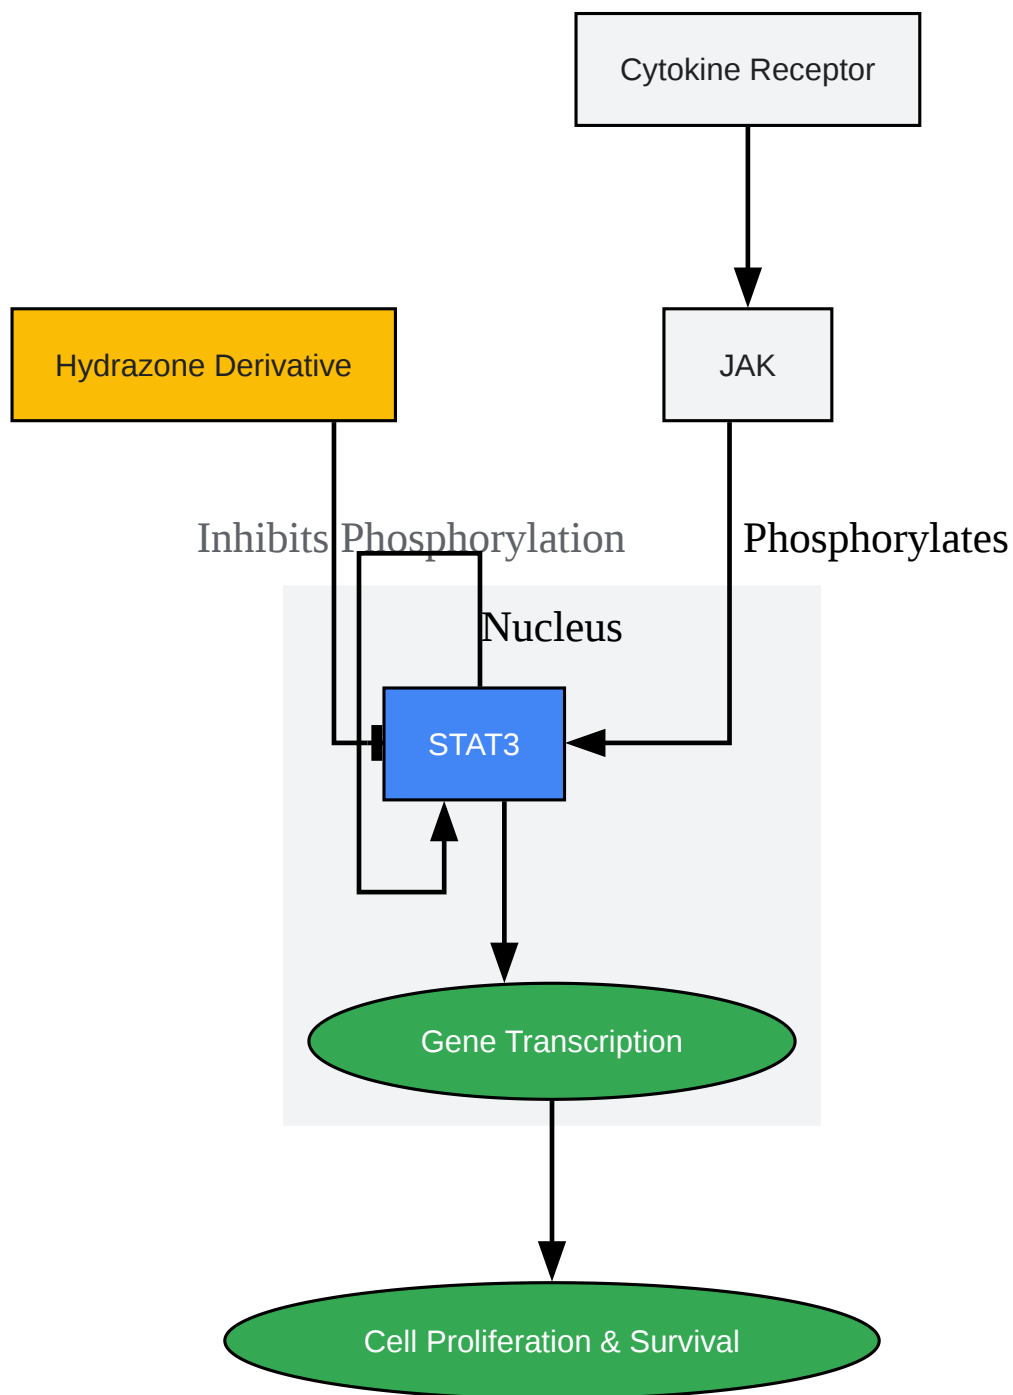 Cytokine Receptor
Hydrazone Derivative
JAK
Inhibits Phosphorylation
Phosphorylates
Nucleus
STAT3
Gene Transcription
Cell Proliferation & Survival